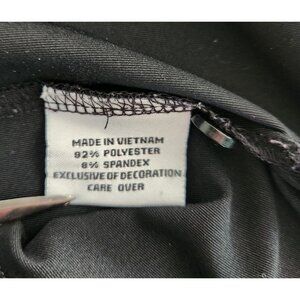 MADE IN VIETNAM
92% POLYESTER
8% SPANDEX
EXCLUSIVE OF DECORATION
CARE OVER